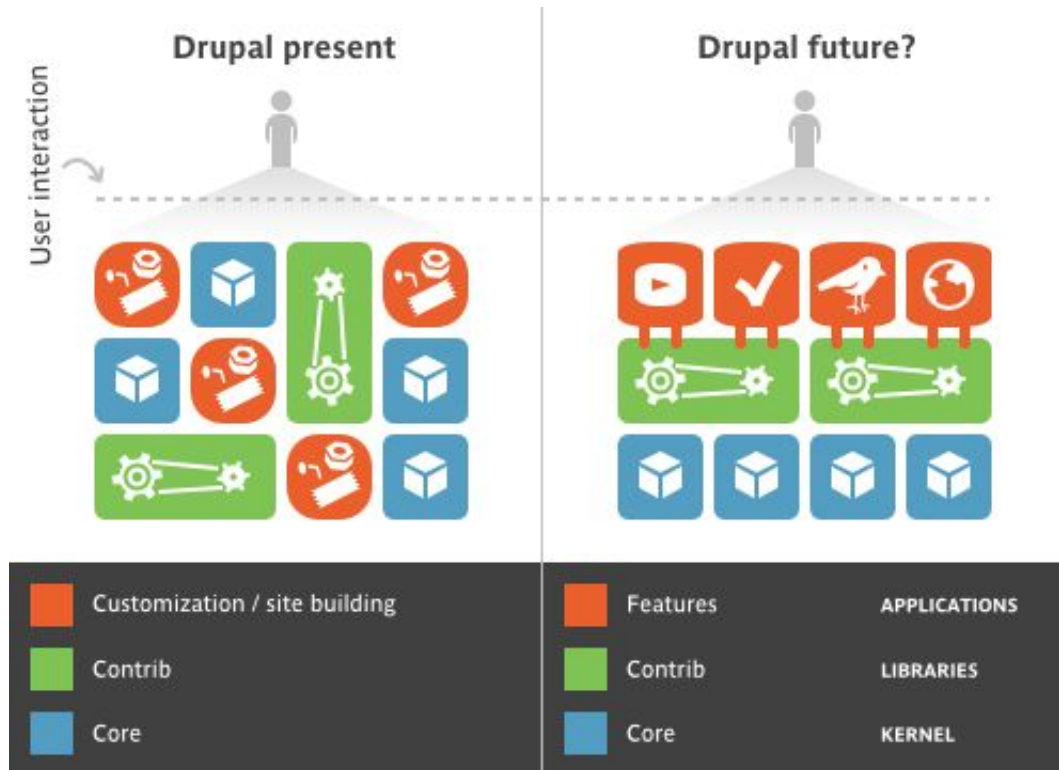 Drupal present
Drupal future?
User interaction
Customization / site building
Contrib
Core
Features
APPLICATIONS
Contrib
LIBRARIES
Core
KERNEL